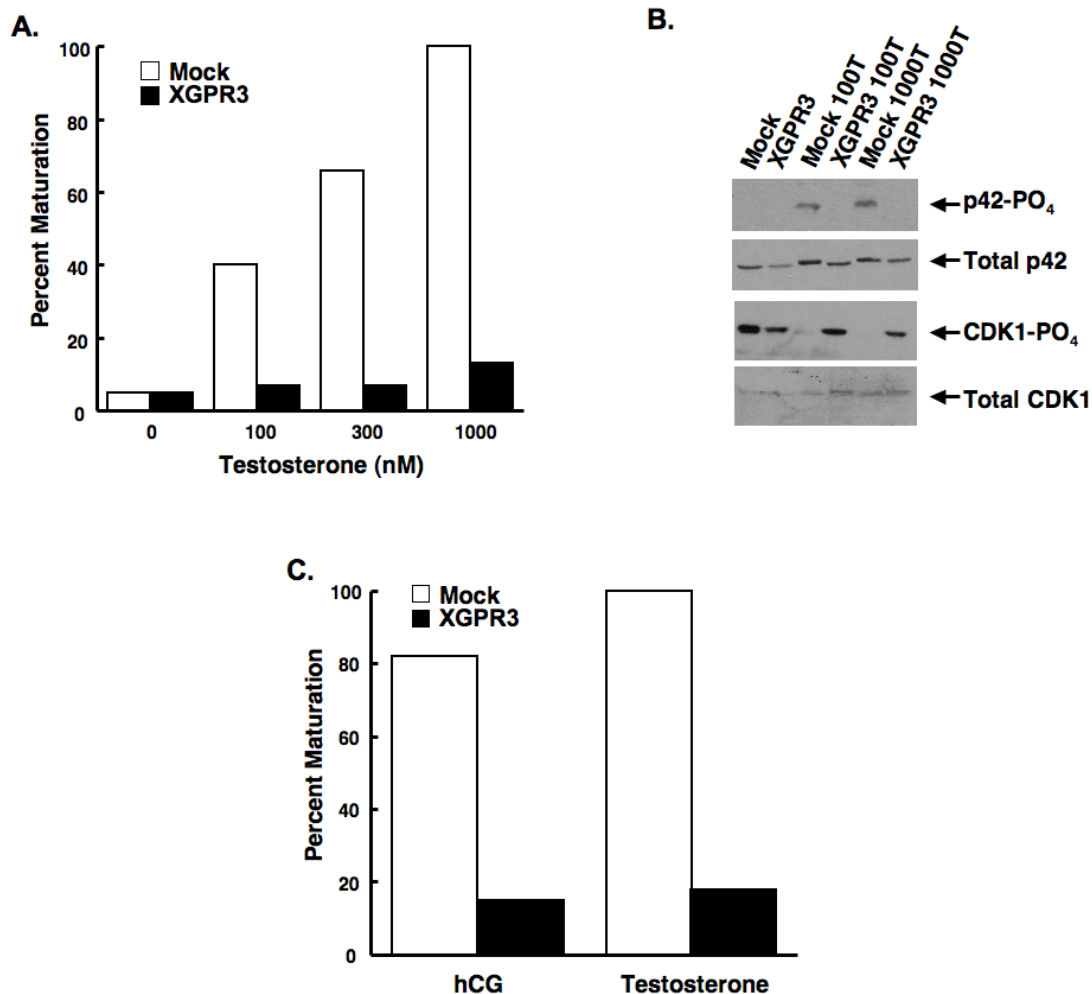 A.
100
80
60
40
20
0
Percent Maturation
Mock
XGPR3
0 100 300 1000
Testosterone (nM)
B.
Mock
XGPR3
Mock 100T
XGPR3 100T
Mock 1000T
XGPR3 1000T
p42-PO4
Total p42
CDK1-PO4
Total CDK1
C.
100
80
60
40
20
0
Percent Maturation
Mock
XGPR3
hCG Testosterone